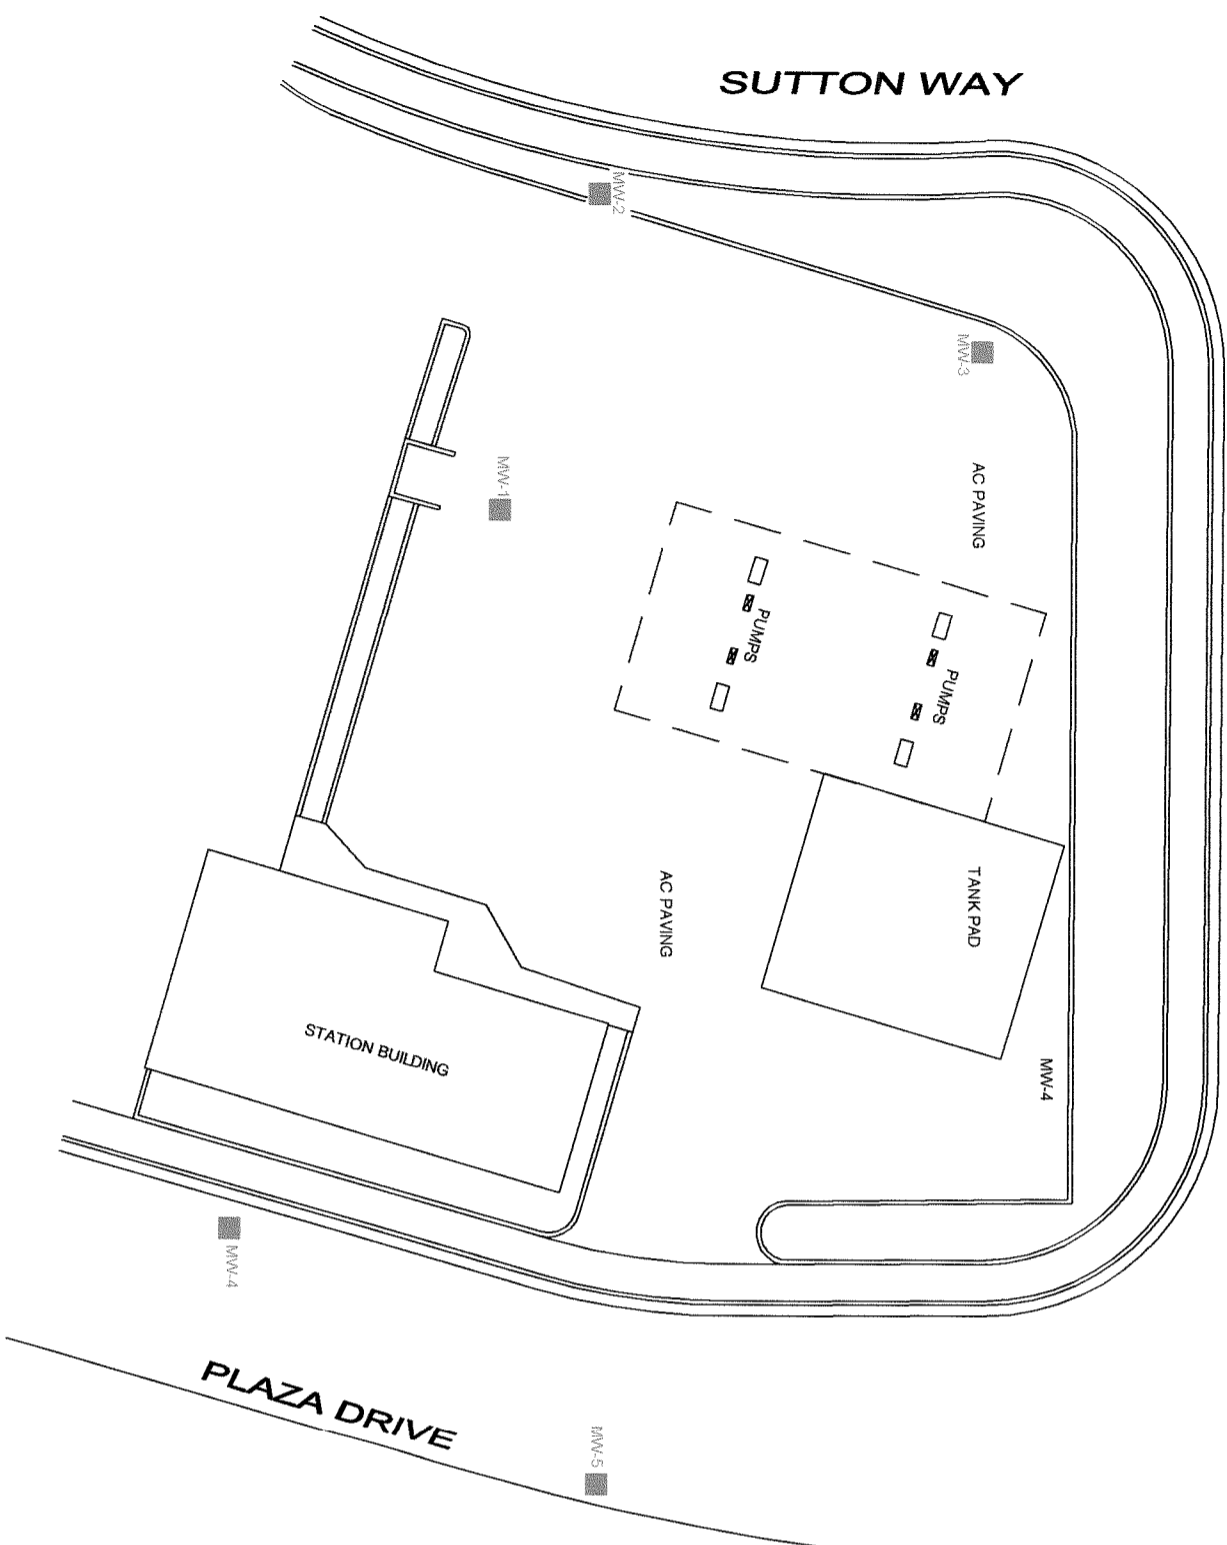 SUTTON WAY
MW-2
MW-3
MW-1
AC PAVING
PUMPS
PUMPS
AC PAVING
TANK PAD
STATION BUILDING
MW-4
MW-4
PLAZA DRIVE
MW-5